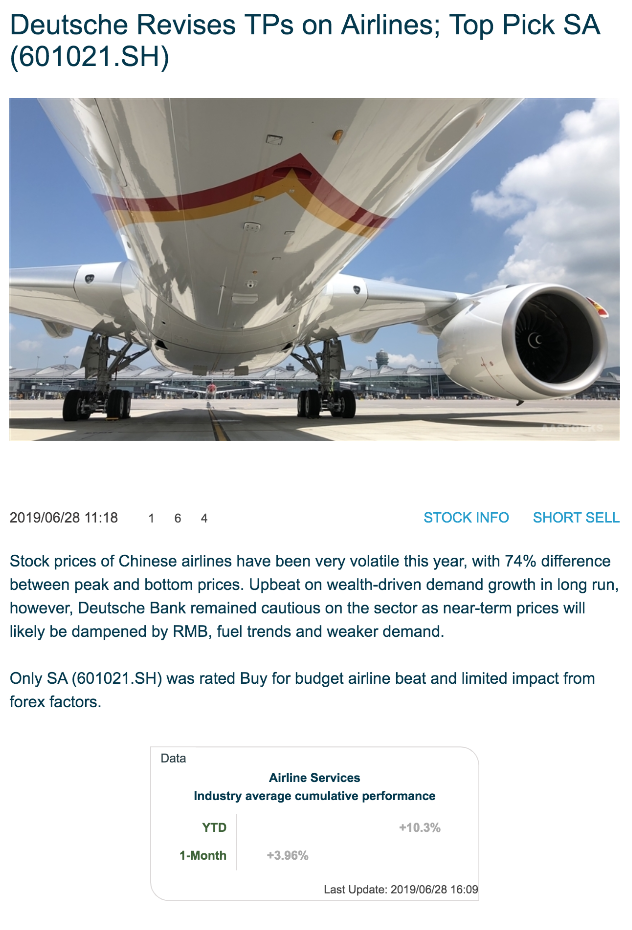 Deutsche Revises TPs on Airlines; Top Pick SA
(601021.SH)
2019/06/28 11:18 1 6 4 STOCK INFO SHORT SELL
Stock prices of Chinese airlines have been very volatile this year, with 74% difference
between peak and bottom prices. Upbeat on wealth-driven demand growth in long run,
however, Deutsche Bank remained cautious on the sector as near-term prices will
likely be dampened by RMB, fuel trends and weaker demand.
Only SA (601021.SH) was rated Buy for budget airline beat and limited impact from
forex factors.
Data
Airline Services
Industry average cumulative performance
YTD +10.3%
1-Month +3.96%
Last Update: 2019/06/28 16:09